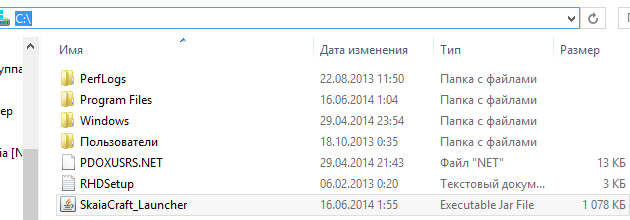 C:\
Имя Дата изменения Тип Размер
PerfLogs 22.08.2013 11:50 Папка с файлами
Program Files 16.06.2014 1:04 Папка с файлами
Windows 29.04.2014 23:54 Папка с файлами
Пользователи 18.10.2013 0:35 Папка с файлами
PDOXUSRS.NET 29.04.2014 21:43 Файл "NET" 13 КБ
RHDSetup 06.02.2013 0:20 Текстовый докум... 3 КБ
SkaiaCraft_Launcher 16.06.2014 1:55 Executable Jar File 1 078 КБ